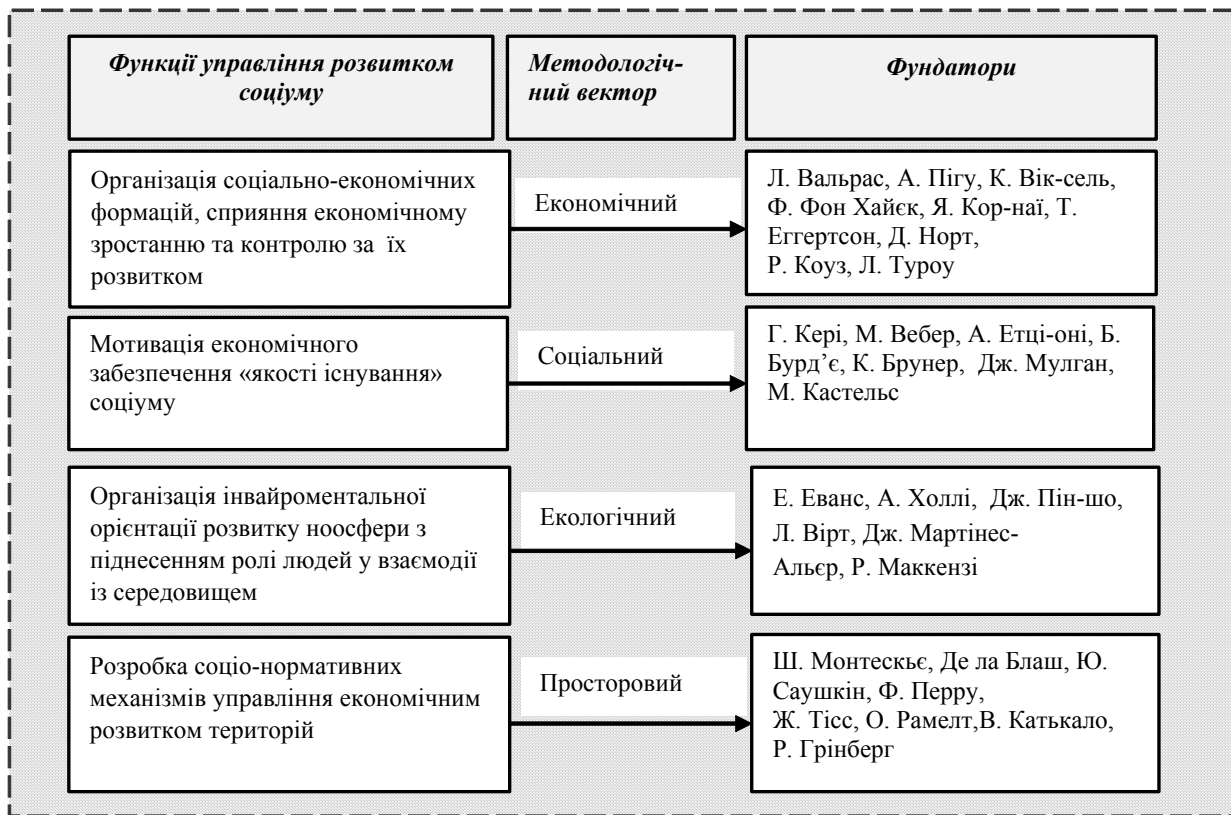 Функції управління розвитком
соціуму
Методологіч-
ний вектор
Фундатори
Організація соціально-економічних
формацій, сприяння економічному
зростанню та контролю за їх
розвитком
Економічний
Л. Вальрас, А. Пігу, К. Вік-сель,
Ф. Фон Хайєк, Я. Кор-наї, Т.
Еггертсон, Д. Норт,
Р. Коуз, Л. Туроу
Мотивація економічного
забезпечення «якості існування»
соціуму
Соціальний
Г. Кері, М. Вебер, А. Етці-оні, Б.
Бурд’є, К. Брунер, Дж. Мулган,
М. Кастельс
Організація інвайроментальної
орієнтації розвитку ноосфери з
піднесенням ролі людей у взаємодії
із середовищем
Екологічний
Е. Еванс, А. Холлі, Дж. Пін-шо,
Л. Вірт, Дж. Мартінес-
Альєр, Р. Маккензі
Розробка соціо-нормативних
механізмів управління економічним
розвитком територій
Просторовий
Ш. Монтескьє, Де ла Блаш, Ю.
Саушкін, Ф. Перру,
Ж. Тісс, О. Рамелт,В. Катькало,
Р. Грінберг